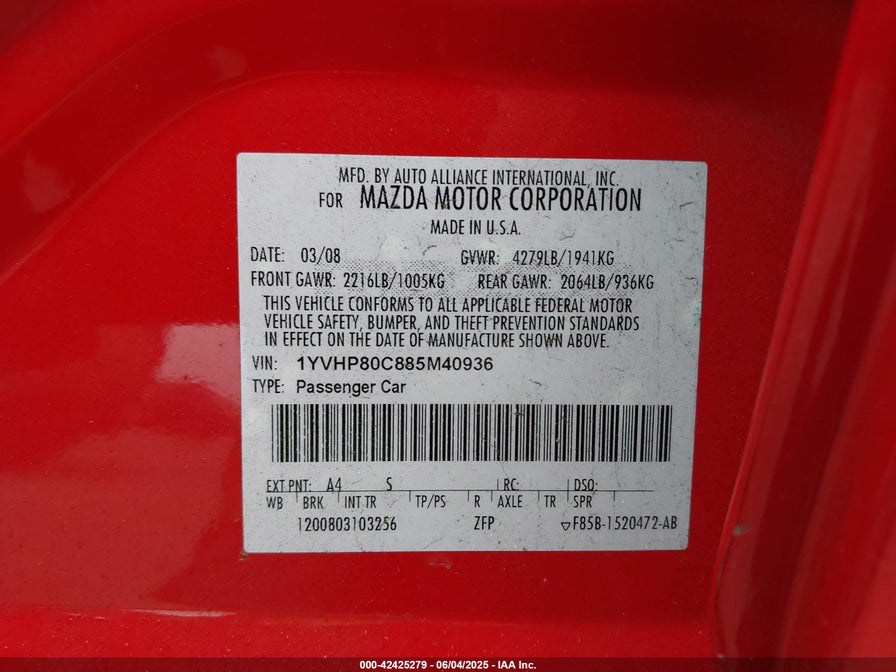 MFD. BY AUTO ALLIANCE INTERNATIONAL, INC.
FOR MAZDA MOTOR CORPORATION
MADE IN U.S.A.
DATE: 03/08 GVWR: 4279LB/1941KG
FRONT GAWR: 2216LB/1005KG REAR GAWR: 2064LB/936KG
THIS VEHICLE CONFORMS TO ALL APPLICABLE FEDERAL MOTOR
VEHICLE SAFETY, BUMPER, AND THEFT PREVENTION STANDARDS
IN EFFECT ON THE DATE OF MANUFACTURE SHOWN ABOVE.
VIN: 1YVHP80C885M40936
TYPE: Passenger Car
EXT PNT: A4 S RC: DSO:
WB BRK INT TR TP/PS R AXLE TR SPR
1200803103256 ZFP ▽F85B-1520472-AB
000-42425279 - 06/04/2025 - IAA Inc.